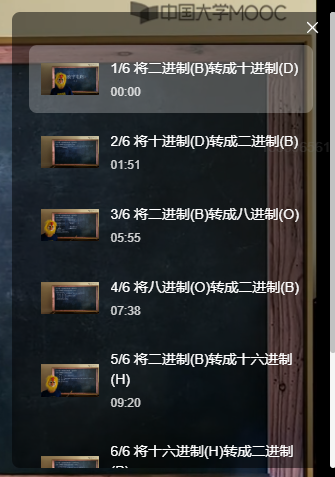 中国大学MOOC
1/6 将二进制(B)转成十进制(D)
00:00
2/6 将十进制(D)转成二进制(B)
01:51
3/6 将二进制(B)转成八进制(O)
05:55
4/6 将八进制(O)转成二进制(B)
07:38
5/6 将二进制(B)转成十六进制
(H)
09:20
6/6 将十六进制(H)转成二进制